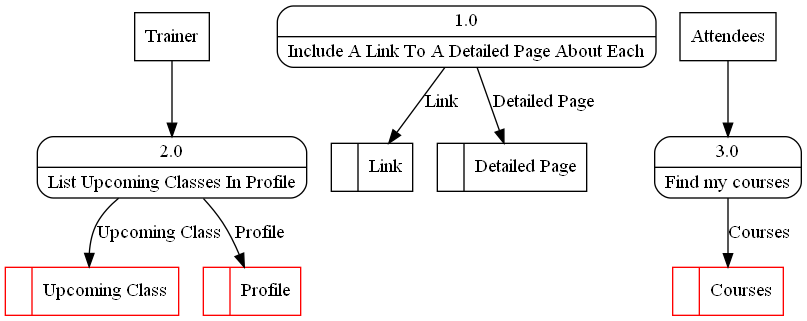 Trainer
1.0
Include A Link To A Detailed Page About Each
Attendees
Link
Detailed Page
2.0
List Upcoming Classes In Profile
Link
Detailed Page
3.0
Find my courses
Upcoming Class
Profile
Courses
Upcoming Class
Profile
Courses